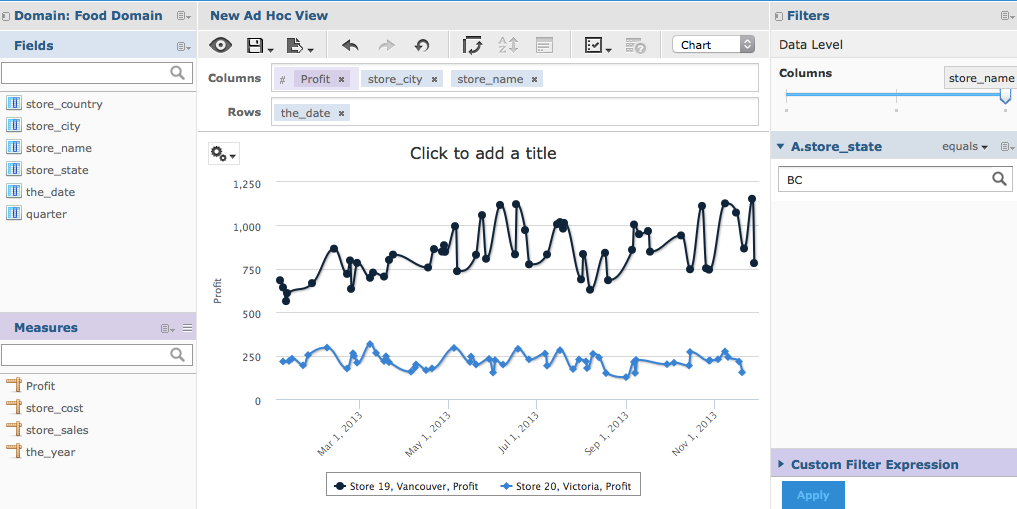 Domain: Food Domain
Fields
store_country
store_city
store_name
store_state
the_date
quarter
Measures
Profit
store_cost
store_sales
the_year
New Ad Hoc View
Chart
Columns # Profit × store_city × store_name ×
Rows the_date ×
Click to add a title
1,250
1,000
750
500
250
0
Profit
Mar 1, 2013
May 1, 2013
Jul 1, 2013
Sep 1, 2013
Nov 1, 2013
Store 19, Vancouver, Profit Store 20, Victoria, Profit
Filters
Data Level
Columns
store_name
A.store_state equals
BC
Custom Filter Expression
Apply